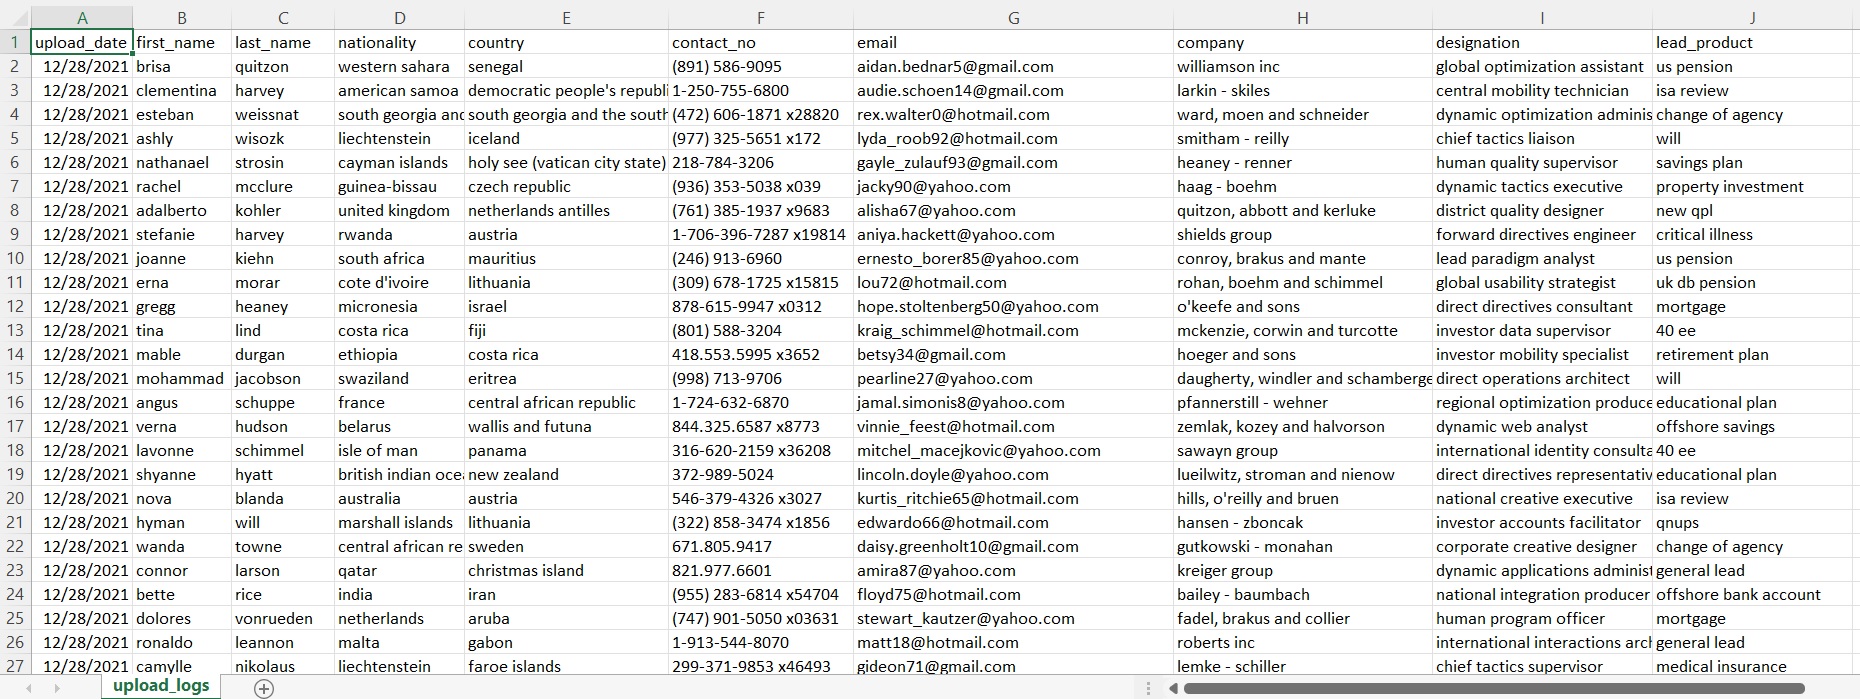 A B C D E F G H I J
1 upload_date first_name last_name nationality country contact_no email company designation lead_product
2 12/28/2021 brisa quitzon western sahara senegal (891) 586-9095 aidan.bednar5@gmail.com williamson inc global optimization assistant us pension
3 12/28/2021 clementina harvey american samoa democratic people's republi 1-250-755-6800 audie.schoen14@gmail.com larkin - skiles central mobility technician isa review
4 12/28/2021 esteban weissnat south georgia and south georgia and the south (472) 606-1871 x28820 rex.walter0@hotmail.com ward, moen and schneider dynamic optimization adminis change of agency
5 12/28/2021 ashly wisozk liechtenstein iceland (977) 325-5651 x172 lyda_roob92@hotmail.com smitham - reilly chief tactics liaison will
6 12/28/2021 nathanael strosin cayman islands holy see (vatican city state) 218-784-3206 gayle_zulauf93@gmail.com heaney - renner human quality supervisor savings plan
7 12/28/2021 rachel mcclure guinea-bissau czech republic (936) 353-5038 x039 jacky90@yahoo.com haag - boehm dynamic tactics executive property investment
8 12/28/2021 adalberto kohler united kingdom netherlands antilles (761) 385-1937 x9683 alisha67@yahoo.com quitzon, abbott and kerluke district quality designer new qpl
9 12/28/2021 stefanie harvey rwanda austria 1-706-396-7287 x19814 aniya.hackett@yahoo.com shields group forward directives engineer critical illness
10 12/28/2021 joanne kiehn south africa mauritius (246) 913-6960 ernesto_borer85@yahoo.com conroy, brakus and mante lead paradigm analyst us pension
11 12/28/2021 erna morar cote d'ivoire lithuania (309) 678-1725 x15815 lou72@hotmail.com rohan, boehm and schimmel global usability strategist uk db pension
12 12/28/2021 gregg heaney micronesia israel 878-615-9947 x0312 hope.stoltenberg50@yahoo.com o'keefe and sons direct directives consultant mortgage
13 12/28/2021 tina lind costa rica fiji (801) 588-3204 kraig_schimmel@hotmail.com mckenzie, corwin and turcotte investor data supervisor 40 ee
14 12/28/2021 mable durgan ethiopia costa rica 418.553.5995 x3652 betsy34@gmail.com hoeger and sons investor mobility specialist retirement plan
15 12/28/2021 mohammad jacobson swaziland eritrea (998) 713-9706 pearline27@yahoo.com daugherty, windler and schamberge direct operations architect will
16 12/28/2021 angus schuppe france central african republic 1-724-632-6870 jamal.simonis8@yahoo.com pfannerstill - wehner regional optimization produce educational plan
17 12/28/2021 verna hudson belarus wallis and futuna 844.325.6587 x8773 vinnie_feest@hotmail.com zemlak, kozey and halvorson dynamic web analyst offshore savings
18 12/28/2021 lavonne schimmel isle of man panama 316-620-2159 x36208 mitchel_macejkovic@yahoo.com sawayn group international identity consulta 40 ee
19 12/28/2021 shyanne hyatt british indian ocea new zealand 372-989-5024 lincoln.doyle@yahoo.com lueilwitz, stroman and nienow direct directives representativ educational plan
20 12/28/2021 nova blanda australia austria 546-379-4326 x3027 kurtis_ritchie65@hotmail.com hills, o'reilly and bruen national creative executive isa review
21 12/28/2021 hyman will marshall islands lithuania (322) 858-3474 x1856 edwardo66@hotmail.com hansen - zboncak investor accounts facilitator qnups
22 12/28/2021 wanda towne central african re sweden 671.805.9417 daisy.greenholt10@gmail.com gutkowski - monahan corporate creative designer change of agency
23 12/28/2021 connor larson qatar christmas island 821.977.6601 amira87@yahoo.com kreiger group dynamic applications administ general lead
24 12/28/2021 bette rice india iran (955) 283-6814 x54704 floyd75@hotmail.com bailey - baumbach national integration producer offshore bank account
25 12/28/2021 dolores vonrueden netherlands aruba (747) 901-5050 x03631 stewart_kautzer@yahoo.com fadel, brakus and collier human program officer mortgage
26 12/28/2021 ronaldo leannon malta gabon 1-913-544-8070 matt18@hotmail.com roberts inc international interactions arch general lead
27 12/28/2021 camylle nikolaus liechtenstein faroe islands 299-371-9853 x46493 gideon71@gmail.com lemke - schiller chief tactics supervisor medical insurance
upload_logs